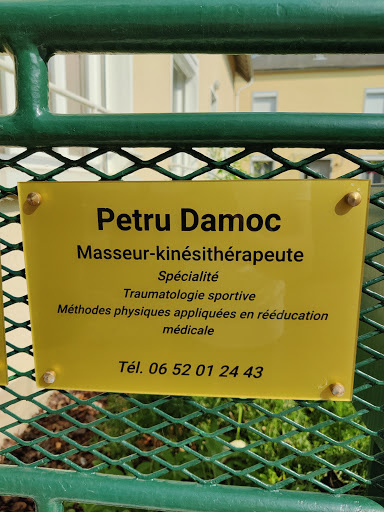 Petru Damoc
Masseur-kinésithérapeute
Spécialité
Traumatologie sportive
Méthodes physiques appliquées en rééducation
médicale
Tél. 06 52 01 24 43